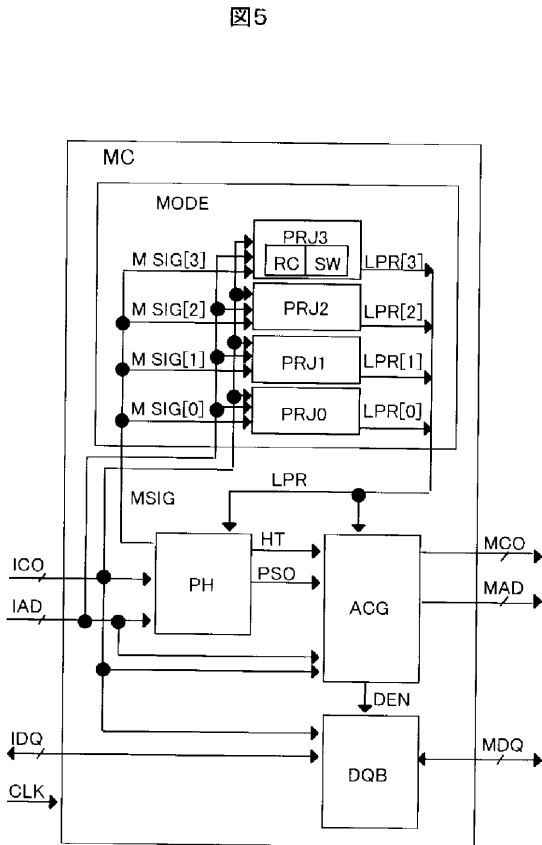 図5
MC
MODE
PRJ3
RC SW
M SIG[3]
LPR[3]
M SIG[2]
PRJ2
LPR[2]
M SIG[1]
PRJ1
LPR[1]
M SIG[0]
PRJ0
LPR[0]
LPR
MSIG
HT
ICO
PH
PSO
MCO
IAD
ACG
MAD
DEN
IDQ
DQB
MDQ
CLK